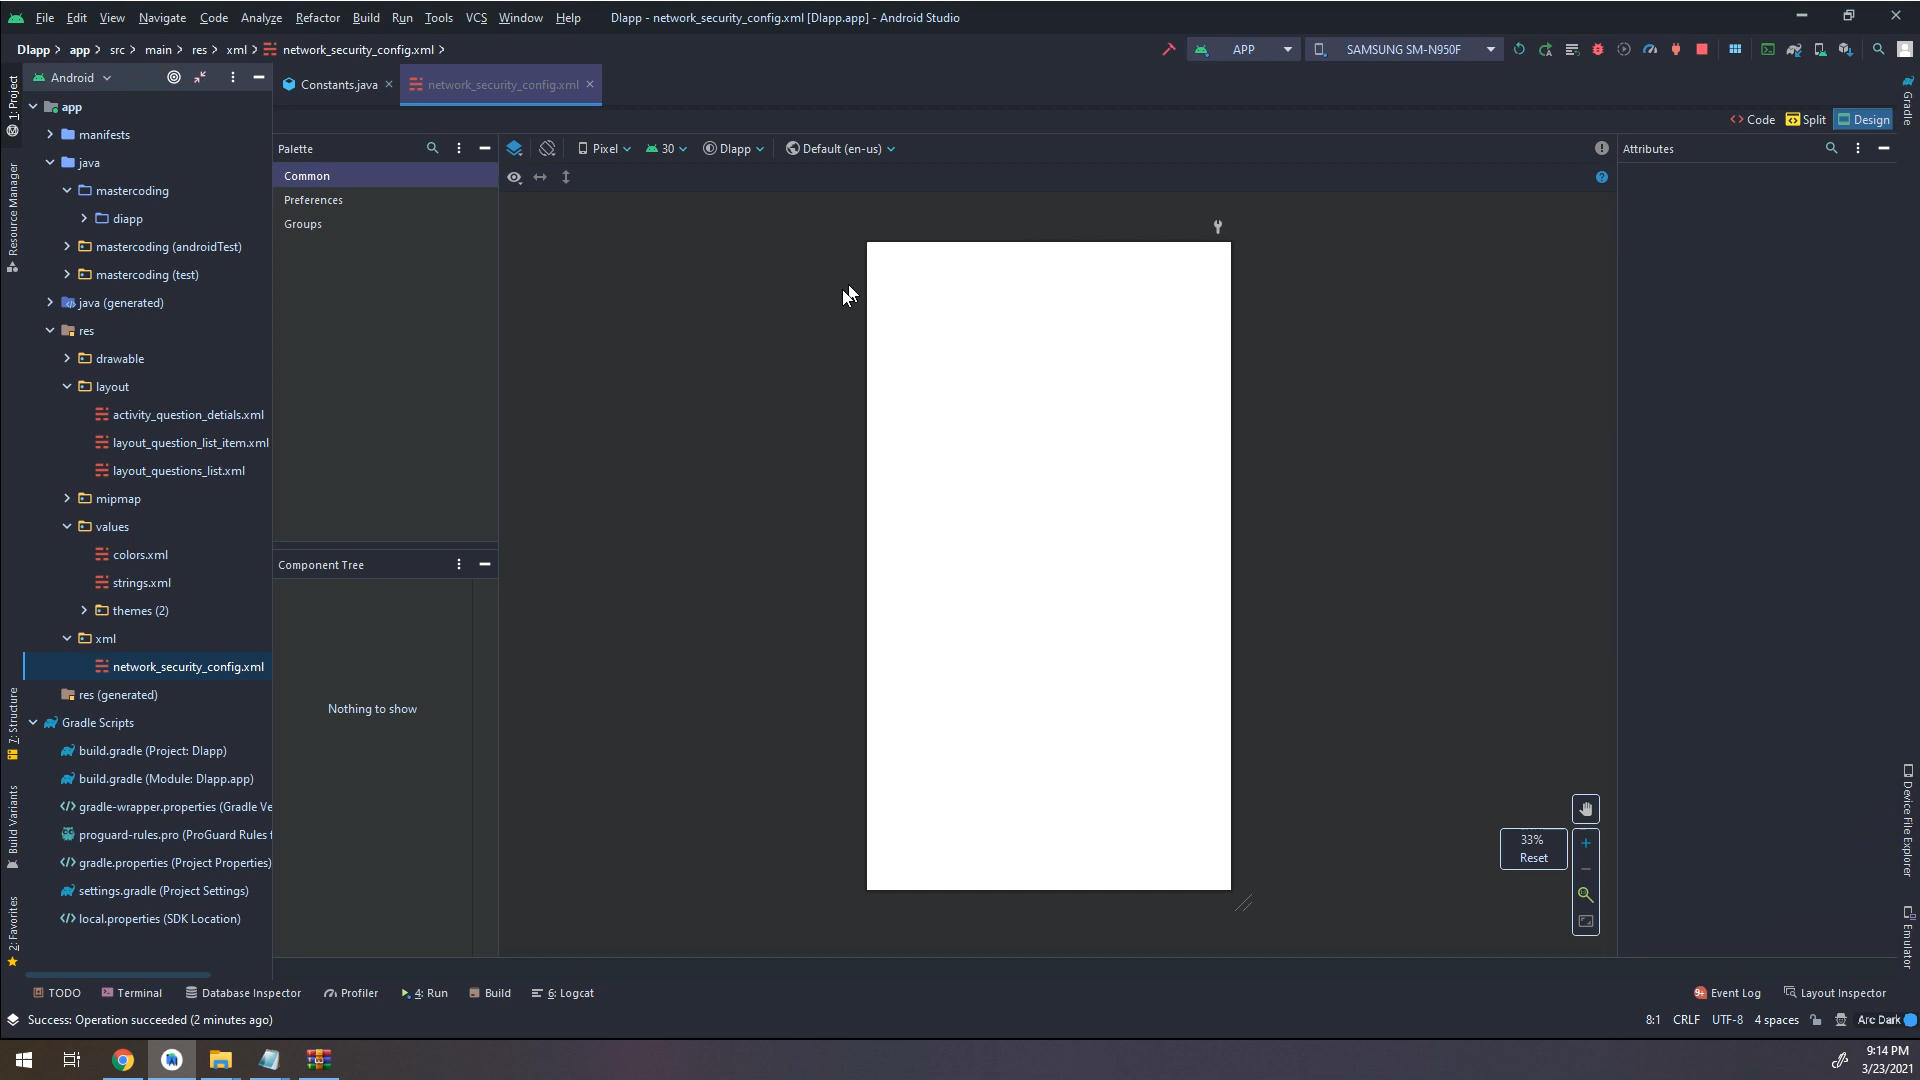 File Edit View Navigate Code Analyze Refactor Build Run Tools VCS Window Help DIapp - network_security_config.xml [DIapp.app] - Android Studio
DIapp app src main res xml network_security_config.xml APP SAMSUNG SM-N950F
1: Project
Android
Constants.java network_security_config.xml
Gradle
app
Code Split Design
manifests
Palette Pixel 30 DIapp Default (en-us) Attributes
java
Common
mastercoding
Preferences
diapp
Groups
Resource Manager
mastercoding (androidTest)
mastercoding (test)
java (generated)
res
drawable
layout
activity_question_detials.xml
layout_question_list_item.xml
layout_questions_list.xml
mipmap
values
colors.xml
Component Tree
strings.xml
themes (2)
xml
network_security_config.xml
res (generated)
Nothing to show
7: Structure
Gradle Scripts
build.gradle (Project: DIapp)
build.gradle (Module: DIapp.app)
gradle-wrapper.properties (Gradle Ve
proguard-rules.pro (ProGuard Rules f
gradle.properties (Project Properties)
settings.gradle (Project Settings)
local.properties (SDK Location)
Build Variants
2: Favorites
33%
Reset
Device File Explorer
Emulator
TODO Terminal Database Inspector Profiler 4: Run Build 6: Logcat 9+ Event Log Layout Inspector
Success: Operation succeeded (2 minutes ago) 8:1 CRLF UTF-8 4 spaces Arc Dark
9:14 PM
3/23/2021